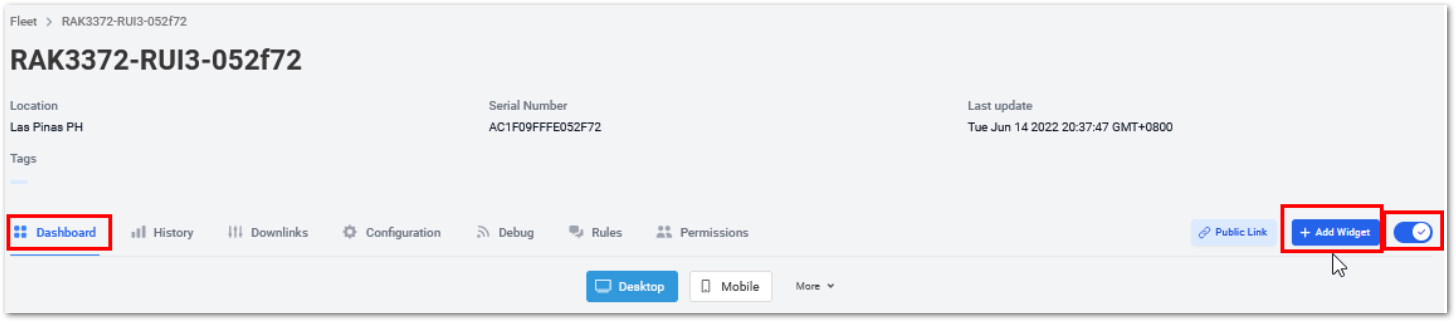 Fleet > RAK3372-RUI3-052f72
RAK3372-RUI3-052f72
Location Serial Number Last update
Las Pinas PH AC1F09FFFE052F72 Tue Jun 14 2022 20:37:47 GMT+0800
Tags
Dashboard History Downlinks Configuration Debug Rules Permissions Public Link + Add Widget
Desktop Mobile More